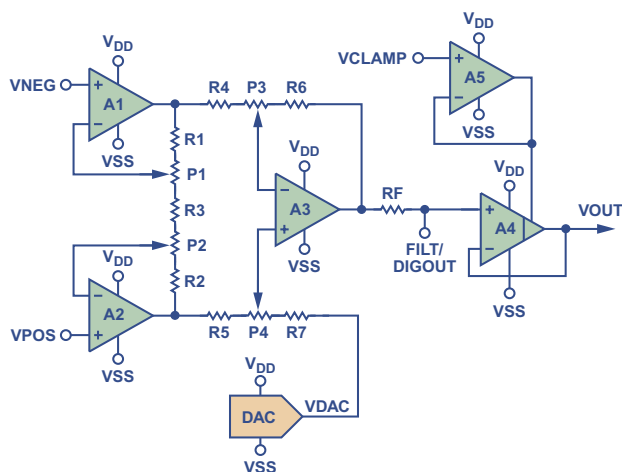 VDD
VNEG
+
A1
−
VSS
R4 P3 R6
R1
P1
R3
P2
R2
VDD
−
A2
VPOS
+
VSS
R5 P4 R7
VDD
−
A3
+
VSS
VDD
DAC
VDAC
VSS
RF
FILT/
DIGOUT
VDD
VCLAMP
+
A5
−
VSS
VDD
+
A4
−
VOUT
VSS